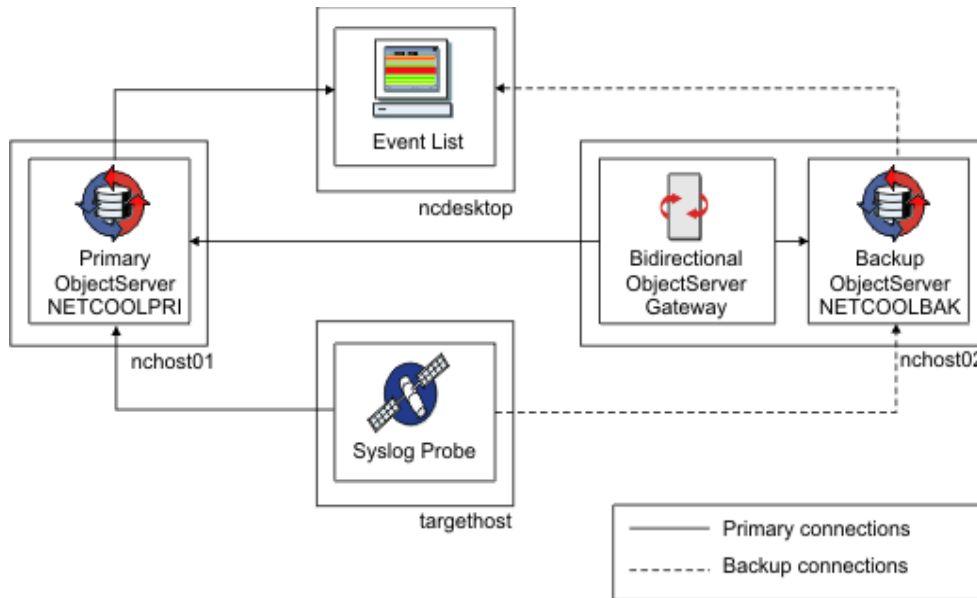 Event List
ncdesktop
Primary
ObjectServer
NETCOOLPRI
nchost01
Bidirectional
ObjectServer
Gateway
Backup
ObjectServer
NETCOOLBAK
nchost02
Syslog Probe
targethost
Primary connections
Backup connections